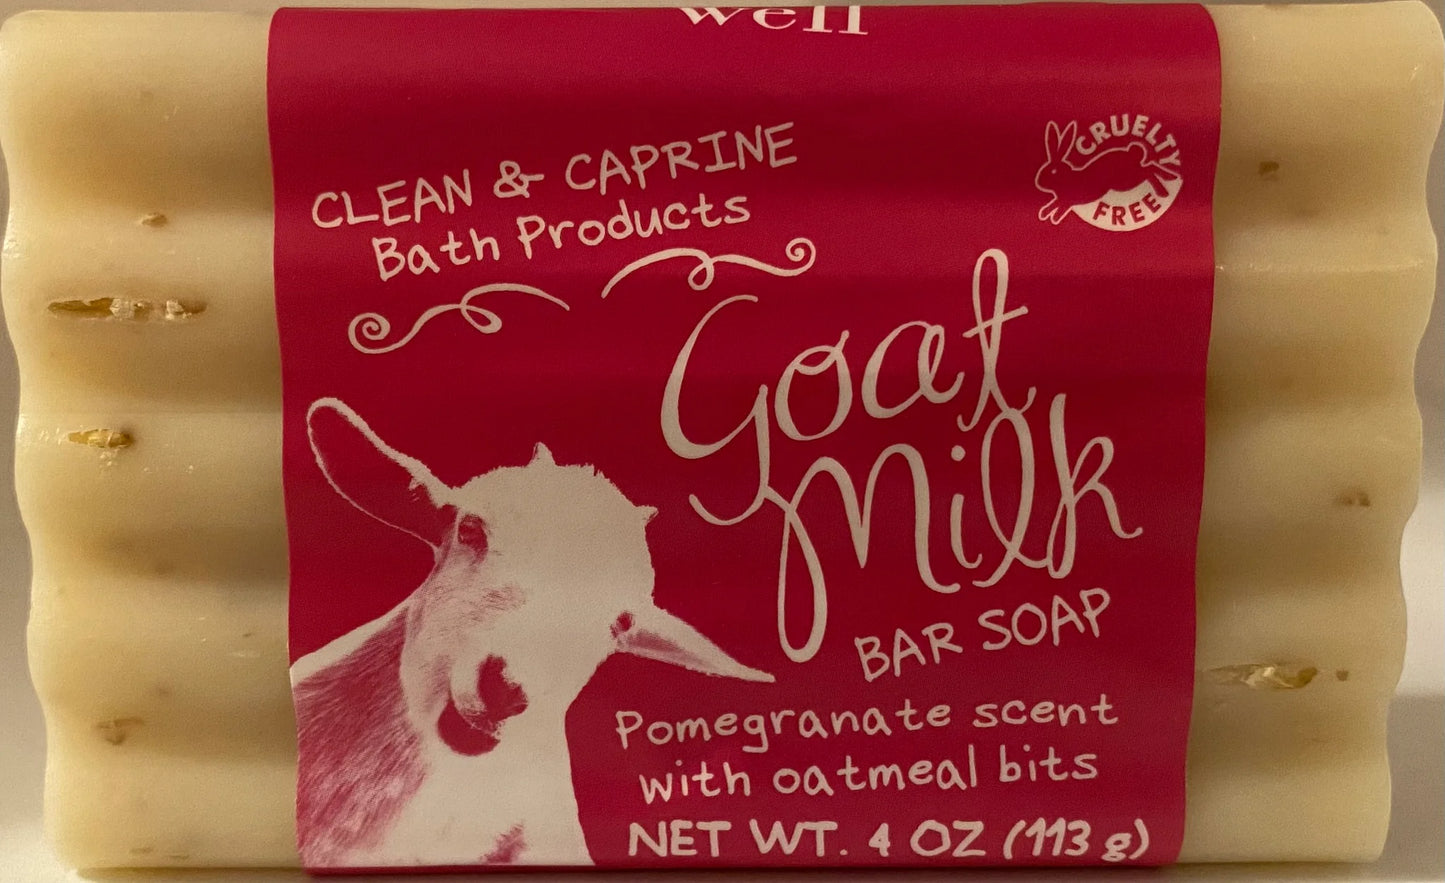 well
CLEAN & CAPRINE
Bath Products
CRUELTY
FREE!
Goat
Milk
BAR SOAP
Pomegranate scent
with oatmeal bits
NET WT. 4 OZ (113 g)